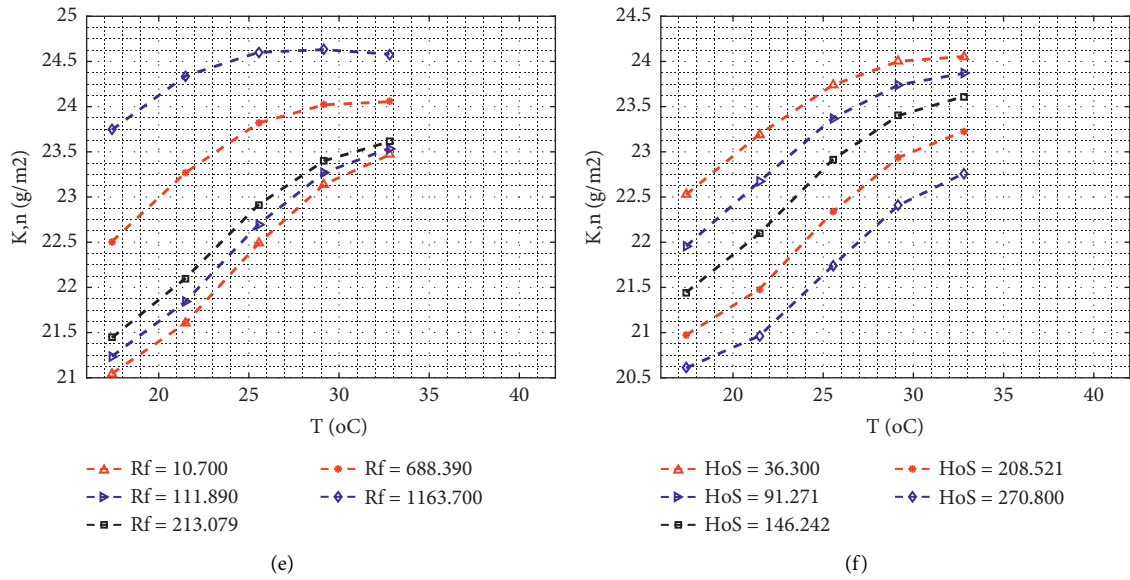 25
24.5
24
23.5
23
22.5
22
21.5
21
K,n (g/m2)
20 25 30 35 40
T (oC)
Rf = 10.700
Rf = 111.890
Rf = 213.079
Rf = 688.390
Rf = 1163.700
(e)
24.5
24
23.5
23
22.5
22
21.5
21
20.5
K,n (g/m2)
20 25 30 35 40
T (oC)
HoS = 36.300
HoS = 91.271
HoS = 146.242
HoS = 208.521
HoS = 270.800
(f)